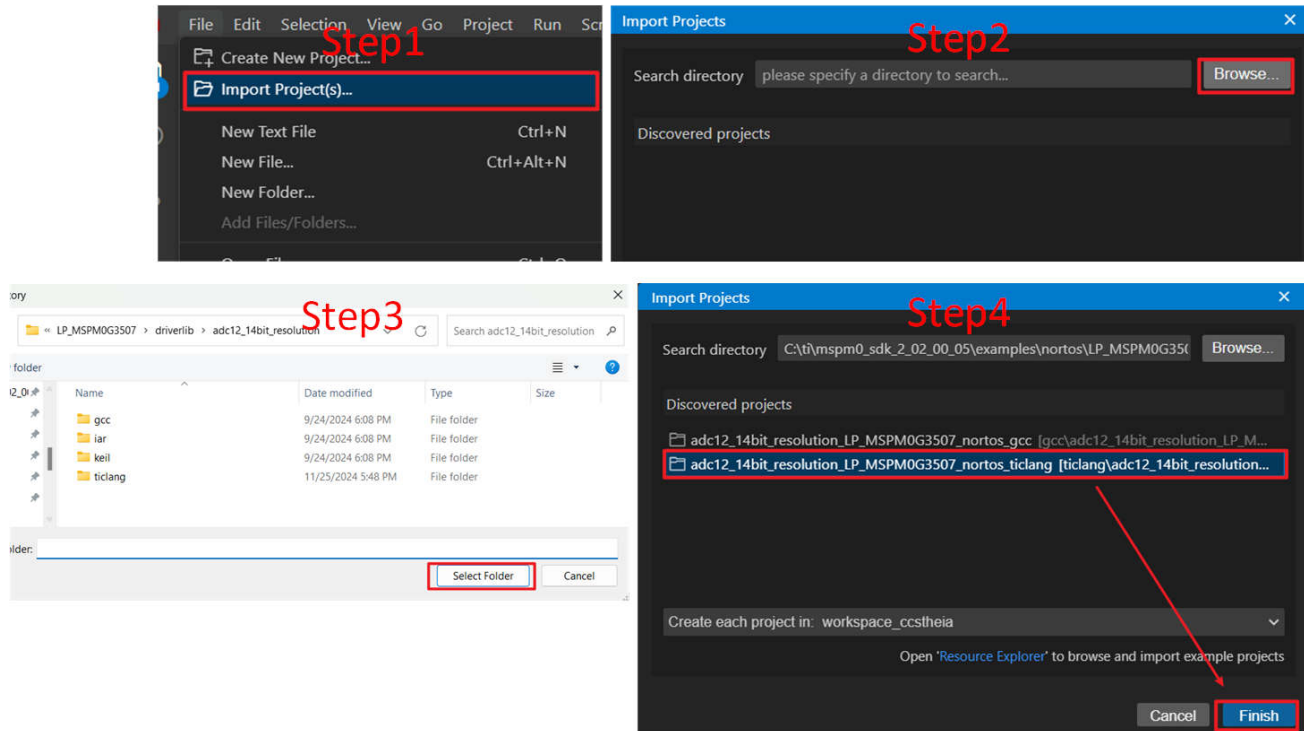 File Edit Selection View Go Project Run Scr
Step1
Create New Project...
Import Project(s)...
New Text File Ctrl+N
New File... Ctrl+Alt+N
New Folder...
Add Files/Folders...
Import Projects
Step2
Search directory please specify a directory to search... Browse...
Discovered projects
tory
Step3
« LP_MSPM0G3507 › driverlib › adc12_14bit_resolution Search adc12_14bit_resolution
folder
Name Date modified Type Size
gcc 9/24/2024 6:08 PM File folder
iar 9/24/2024 6:08 PM File folder
keil 9/24/2024 6:08 PM File folder
ticlang 11/25/2024 5:48 PM File folder
older:
Select Folder Cancel
Import Projects
Step4
Search directory C:\ti\mspm0_sdk_2_02_00_05\examples\nortos\LP_MSPM0G350 Browse...
Discovered projects
adc12_14bit_resolution_LP_MSPM0G3507_nortos_gcc [gcc\adc12_14bit_resolution_LP_M...
adc12_14bit_resolution_LP_MSPM0G3507_nortos_ticlang [ticlang\adc12_14bit_resolution...
Create each project in: workspace_ccstheia
Open 'Resource Explorer' to browse and import example projects
Cancel Finish